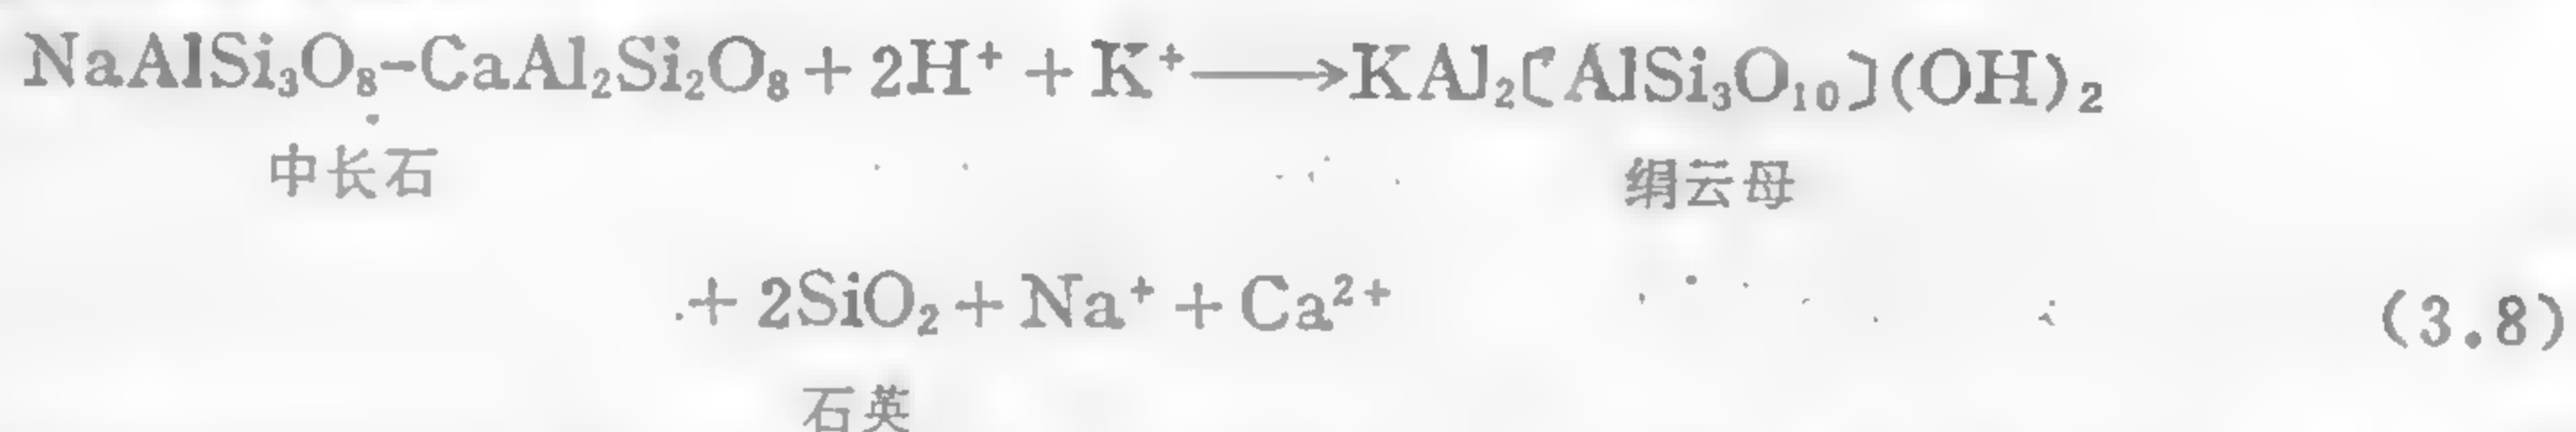 NaAlSi₃O₈-CaAl₂Si₂O₈ + 2H⁺ + K⁺ ⟶ KAl₂〔AlSi₃O₁₀〕(OH)₂
中长石 绢云母
+ 2SiO₂ + Na⁺ + Ca²⁺ (3.8)
石英